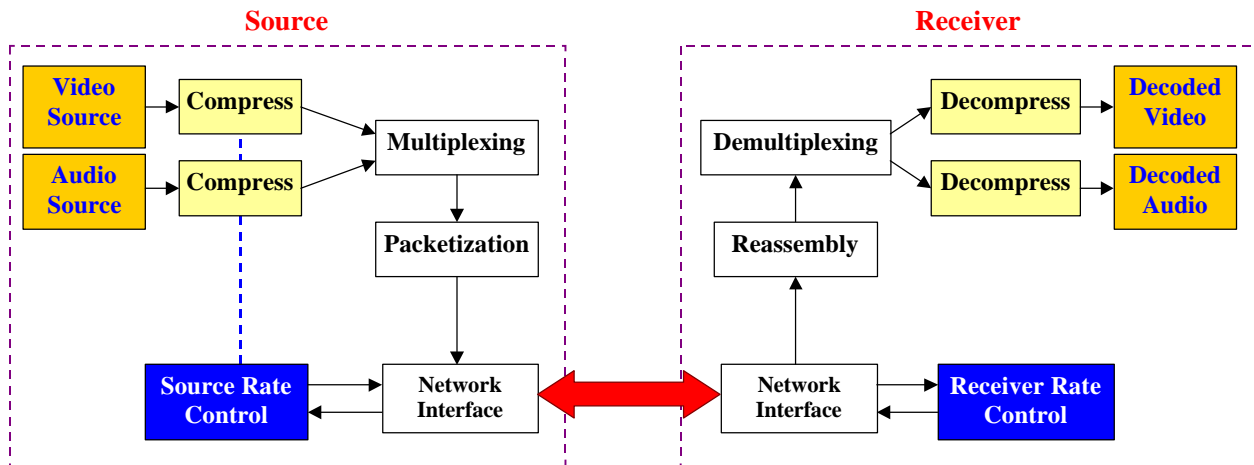 Source
Receiver
Video
Source
Compress
Multiplexing
Audio
Source
Compress
Packetization
Source Rate
Control
Network
Interface
Demultiplexing
Decompress
Decoded
Video
Decompress
Decoded
Audio
Reassembly
Network
Interface
Receiver Rate
Control